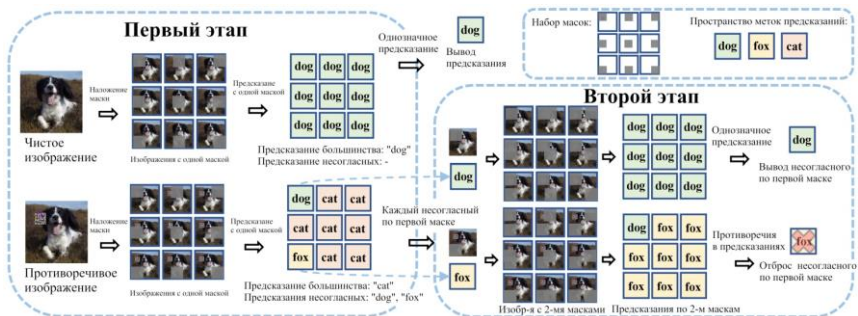 Первый этап
Чистое
изображение
Наложение
маски
Изображения с одной маской
Предсказание
с одной маской
dog dog dog
dog dog dog
dog dog dog
Предсказание большинства: "dog"
Предсказание несогласных: -
Однозначное
предсказание
dog
Вывод
предсказания
Противоречивое
изображение
Наложение
маски
Изображения с одной маской
Предсказание
с одной маской
dog cat cat
cat cat cat
fox cat cat
Предсказание большинства: "cat"
Предсказания несогласных: "dog", "fox"
Каждый несогласный
по первой маске
Набор масок:
Пространство меток предсказаний:
dog fox cat
Второй этап
dog
dog dog dog
dog dog dog
dog dog dog
Однозначное
предсказание
dog
Вывод несогласного
по первой маске
fox
Изобр-я с 2-мя масками
dog fox fox
fox fox fox
fox fox fox
Предсказания по 2-м маскам
Противоречия
в предсказаниях
fox
Отброс несогласного
по первой маске